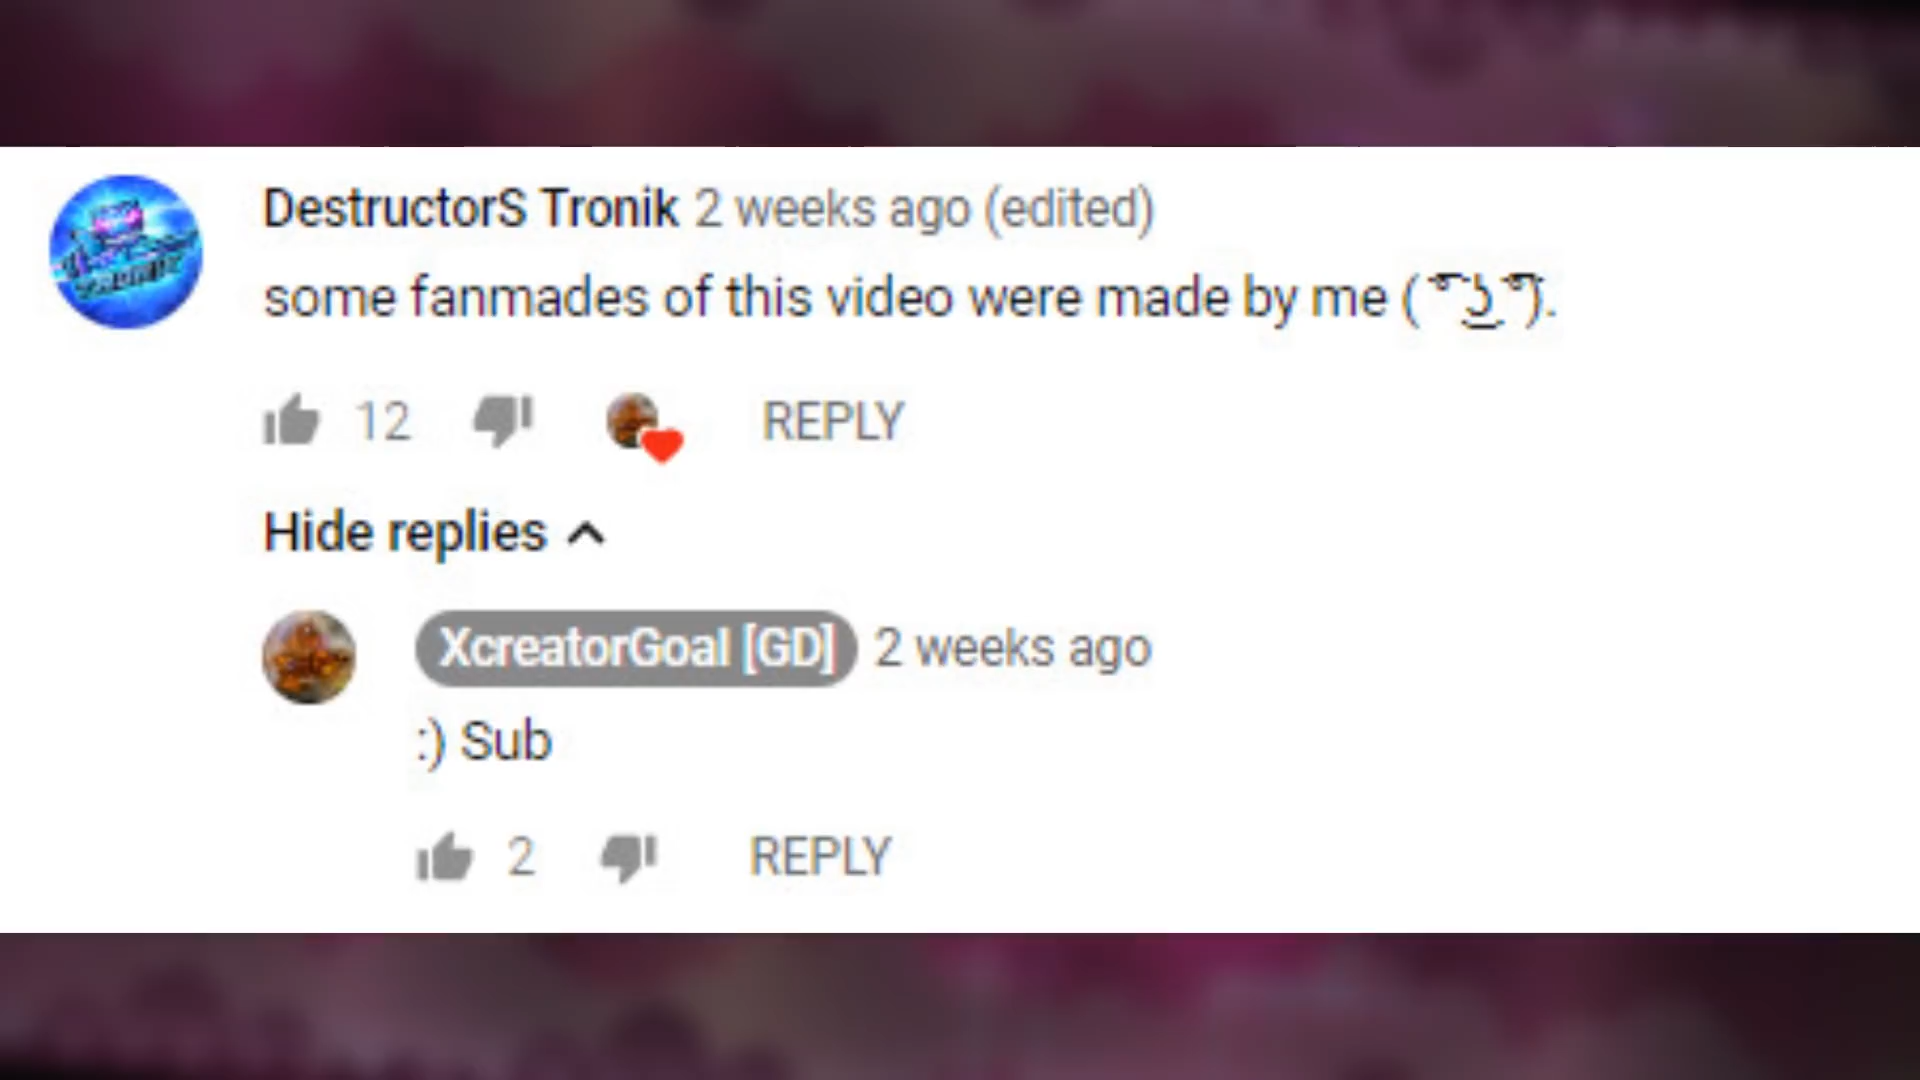 DestructorS Tronik 2 weeks ago (edited)
some fanmades of this video were made by me ( ͡° ͜ʖ ͡°).
12 REPLY
Hide replies
XcreatorGoal [GD] 2 weeks ago
:) Sub
2 REPLY